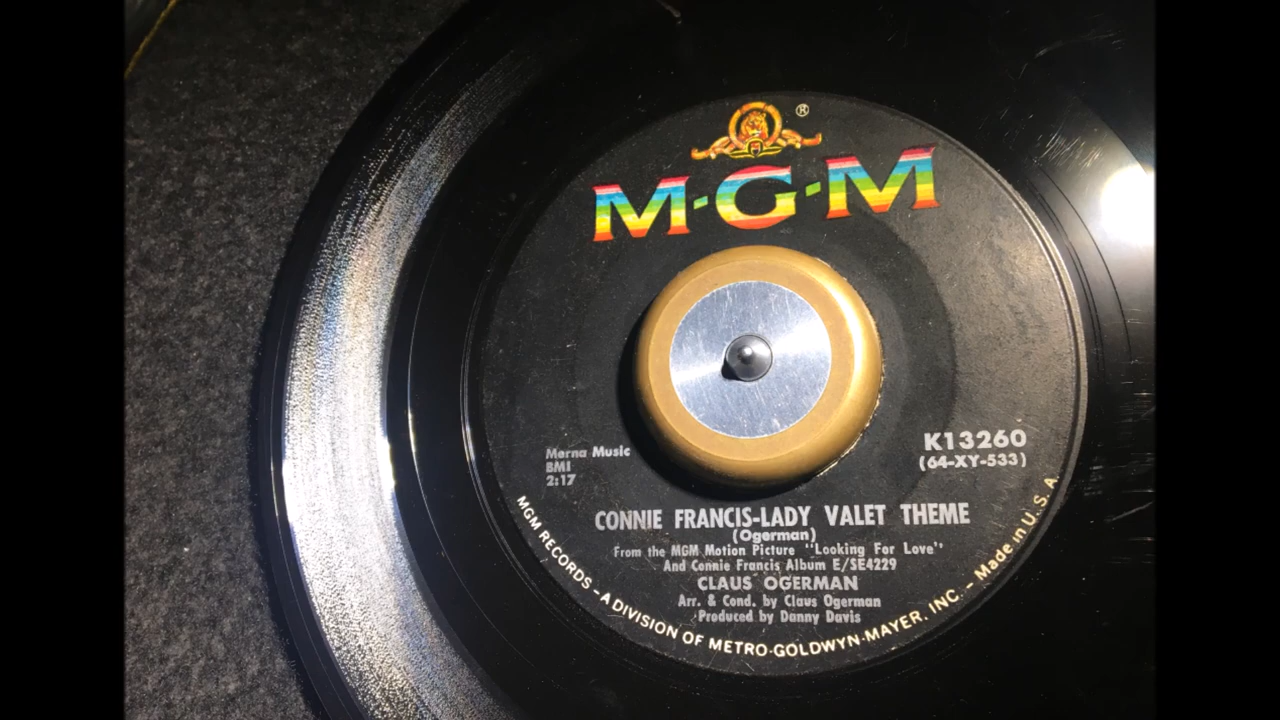 ®
M·G·M
Merna Music
BMI
2:17
K13260
(64-XY-533)
CONNIE FRANCIS-LADY VALET THEME
(Ogerman)
From the MGM Motion Picture "Looking For Love"
And Connie Francis Album E/SE4229
CLAUS OGERMAN
Arr. & Cond. by Claus Ogerman
Produced by Danny Davis
MGM RECORDS – A DIVISION OF METRO-GOLDWYN-MAYER, INC. – Made in U.S.A.